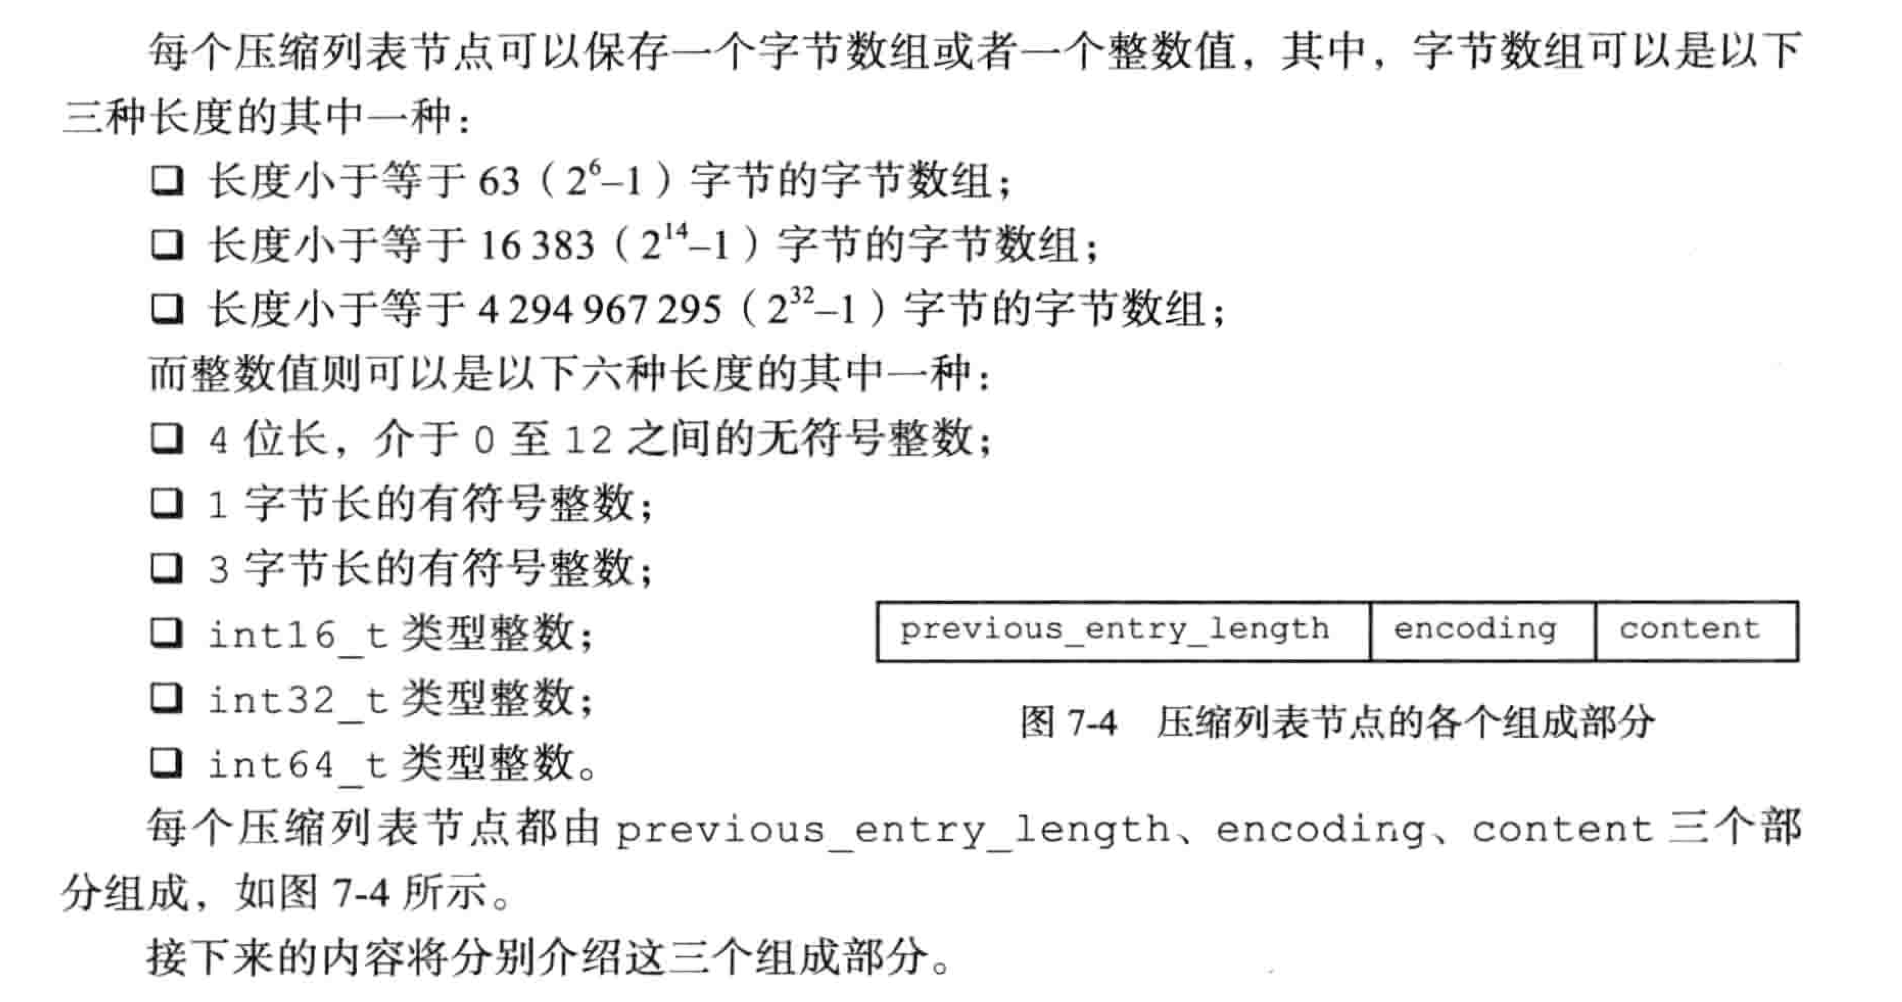 每个压缩列表节点可以保存一个字节数组或者一个整数值，其中，字节数组可以是以下
三种长度的其中一种：
❑ 长度小于等于 63（2⁶–1）字节的字节数组；
❑ 长度小于等于 16 383（2¹⁴–1）字节的字节数组；
❑ 长度小于等于 4 294 967 295（2³²–1）字节的字节数组；
而整数值则可以是以下六种长度的其中一种：
❑ 4 位长，介于 0 至 12 之间的无符号整数；
❑ 1 字节长的有符号整数；
❑ 3 字节长的有符号整数；
❑ int16_t 类型整数；
❑ int32_t 类型整数；
❑ int64_t 类型整数。
previous_entry_length encoding content
图 7-4 压缩列表节点的各个组成部分
每个压缩列表节点都由 previous_entry_length、encoding、content 三个部
分组成，如图 7-4 所示。
接下来的内容将分别介绍这三个组成部分。